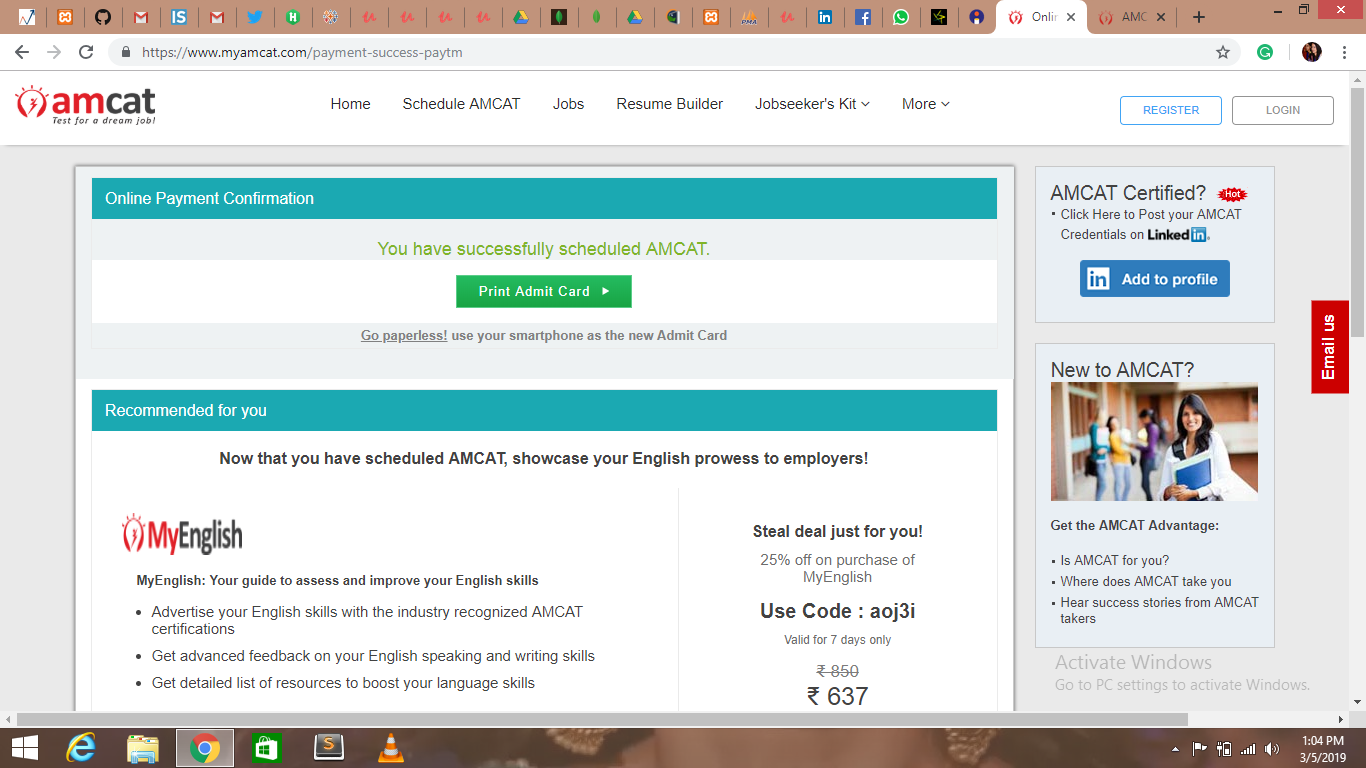 Onlin
AMC
https://www.myamcat.com/payment-success-paytm
amcat
Test for a dream job!
Home
Schedule AMCAT
Jobs
Resume Builder
Jobseeker's Kit
More
REGISTER
LOGIN
Online Payment Confirmation
You have successfully scheduled AMCAT.
Print Admit Card
Go paperless! use your smartphone as the new Admit Card
Recommended for you
Now that you have scheduled AMCAT, showcase your English prowess to employers!
MyEnglish
MyEnglish: Your guide to assess and improve your English skills
• Advertise your English skills with the industry recognized AMCAT
certifications
• Get advanced feedback on your English speaking and writing skills
• Get detailed list of resources to boost your language skills
Steal deal just for you!
25% off on purchase of
MyEnglish
Use Code : aoj3i
Valid for 7 days only
₹ 850
₹ 637
AMCAT Certified? Hot
Click Here to Post your AMCAT
Credentials on Linked in
in Add to profile
Email us
New to AMCAT?
Get the AMCAT Advantage:
Is AMCAT for you?
Where does AMCAT take you
Hear success stories from AMCAT
takers
Activate Windows
Go to PC settings to activate Windows.
1:04 PM
3/5/2019